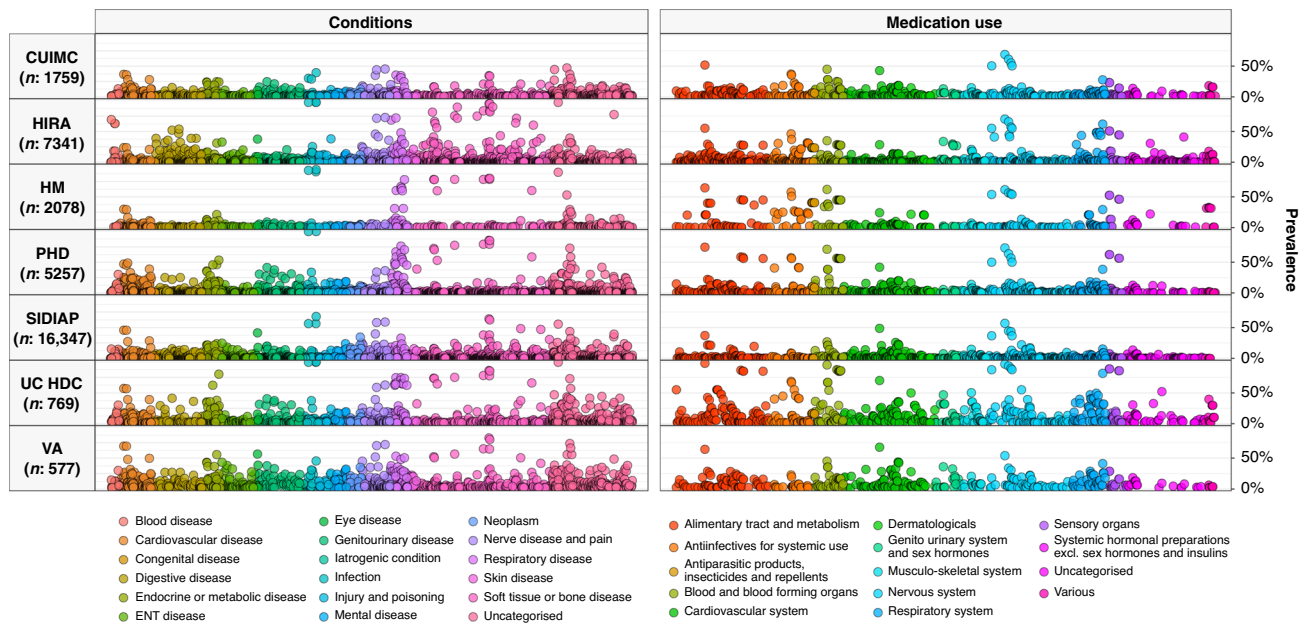 Conditions
Medication use
CUIMC
(n: 1759)
50%
0%
HIRA
(n: 7341)
50%
0%
HM
(n: 2078)
50%
0%
PHD
(n: 5257)
50%
0%
SIDIAP
(n: 16,347)
50%
0%
UC HDC
(n: 769)
50%
0%
VA
(n: 577)
50%
0%
Prevalence
Blood disease
Cardiovascular disease
Congenital disease
Digestive disease
Endocrine or metabolic disease
ENT disease
Eye disease
Genitourinary disease
Iatrogenic condition
Infection
Injury and poisoning
Mental disease
Neoplasm
Nerve disease and pain
Respiratory disease
Skin disease
Soft tissue or bone disease
Uncategorised
Alimentary tract and metabolism
Antiinfectives for systemic use
Antiparasitic products,
insecticides and repellents
Blood and blood forming organs
Cardiovascular system
Dermatologicals
Genito urinary system
and sex hormones
Musculo-skeletal system
Nervous system
Respiratory system
Sensory organs
Systemic hormonal preparations
excl. sex hormones and insulins
Uncategorised
Various